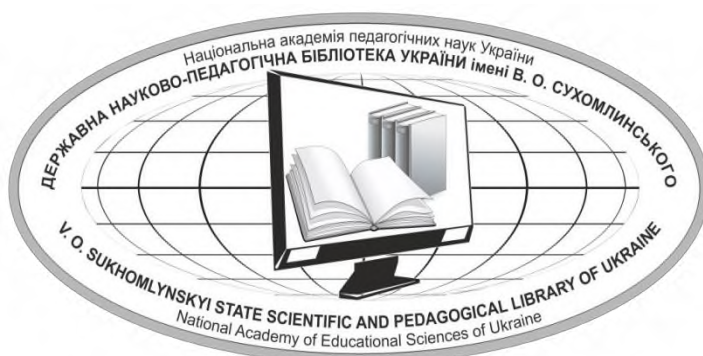 Національна академія педагогічних наук України
ДЕРЖАВНА НАУКОВО-ПЕДАГОГІЧНА БІБЛІОТЕКА УКРАЇНИ імені В. О. СУХОМЛИНСЬКОГО
V. O. SUKHOMLYNSKYI STATE SCIENTIFIC AND PEDAGOGICAL LIBRARY OF UKRAINE
National Academy of Educational Sciences of Ukraine